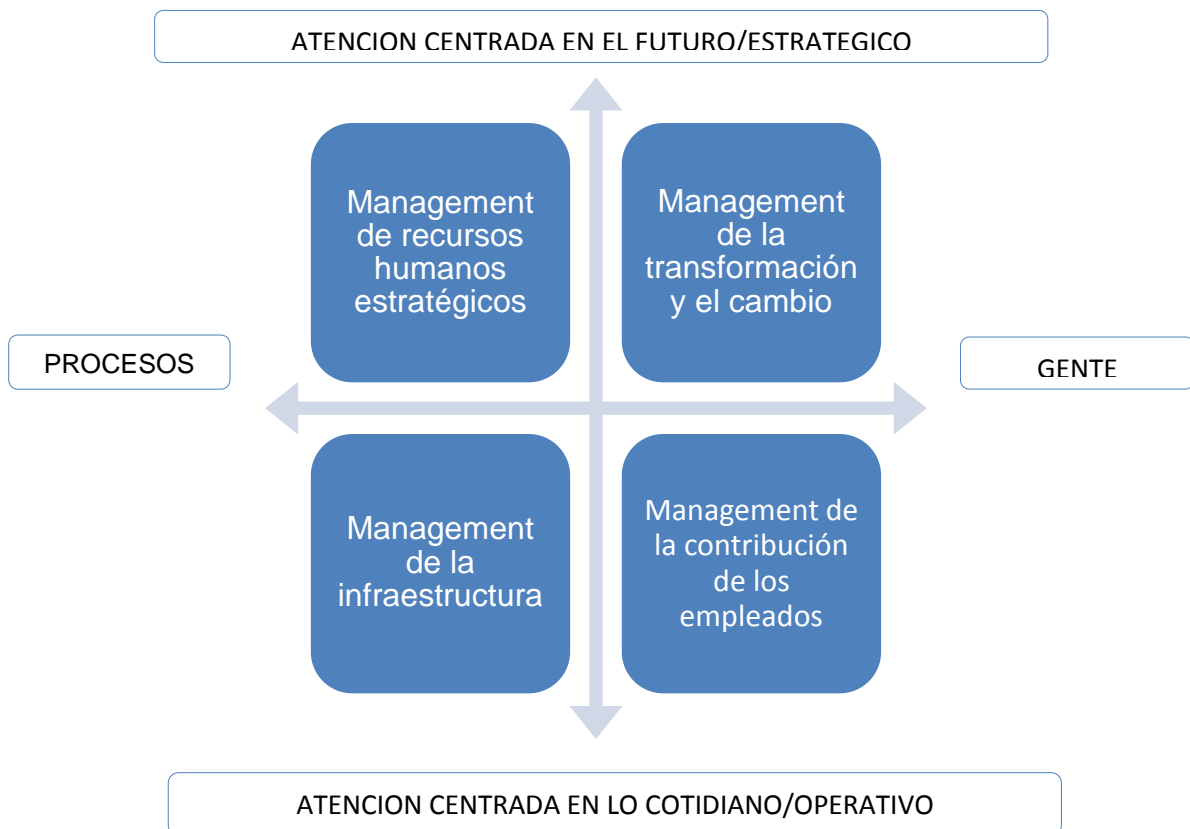 ATENCION CENTRADA EN EL FUTURO/ESTRATEGICO
Management
de recursos
humanos
estratégicos
Management
de la
transformación
y el cambio
PROCESOS
GENTE
Management
de la
infraestructura
Management de
la contribución
de los
empleados
ATENCION CENTRADA EN LO COTIDIANO/OPERATIVO